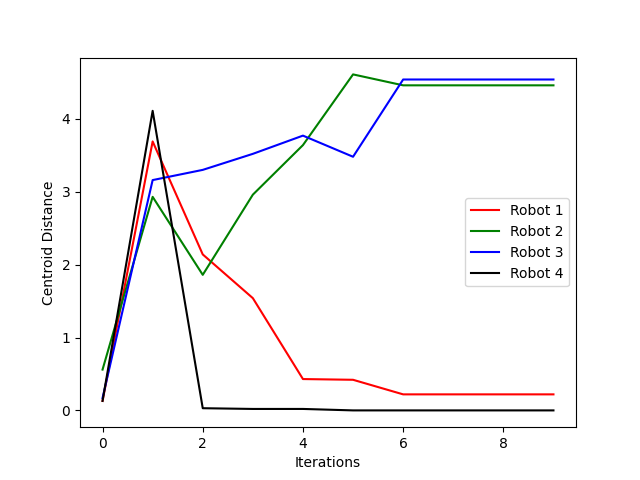 4
3
2
1
0
Centroid Distance
Robot 1
Robot 2
Robot 3
Robot 4
0 2 4 6 8
Iterations